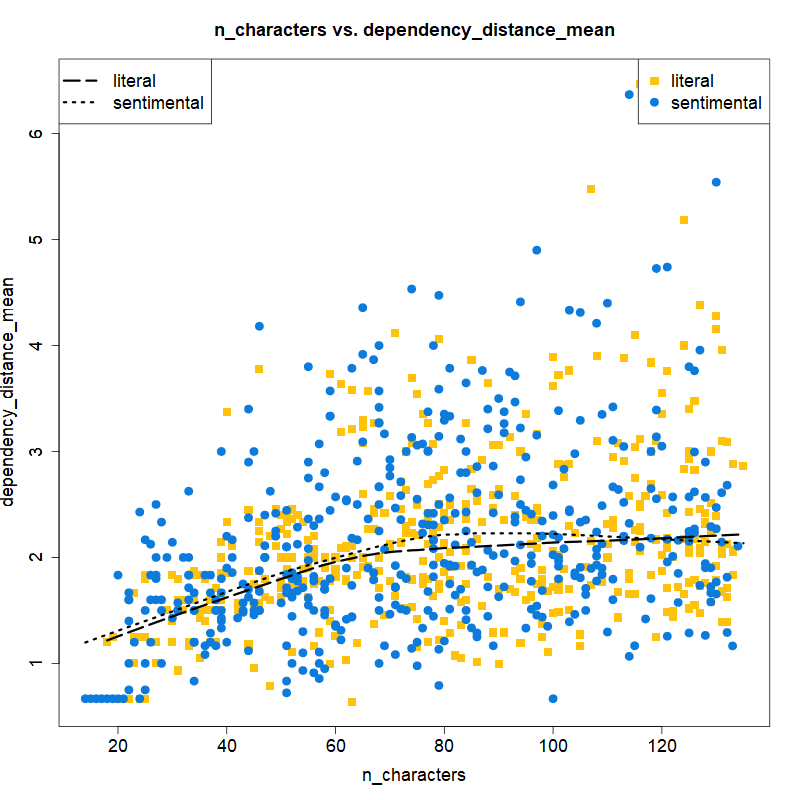 n_characters vs. dependency_distance_mean
literal
sentimental
literal
sentimental
dependency_distance_mean
6
5
4
3
2
1
20 40 60 80 100 120
n_characters